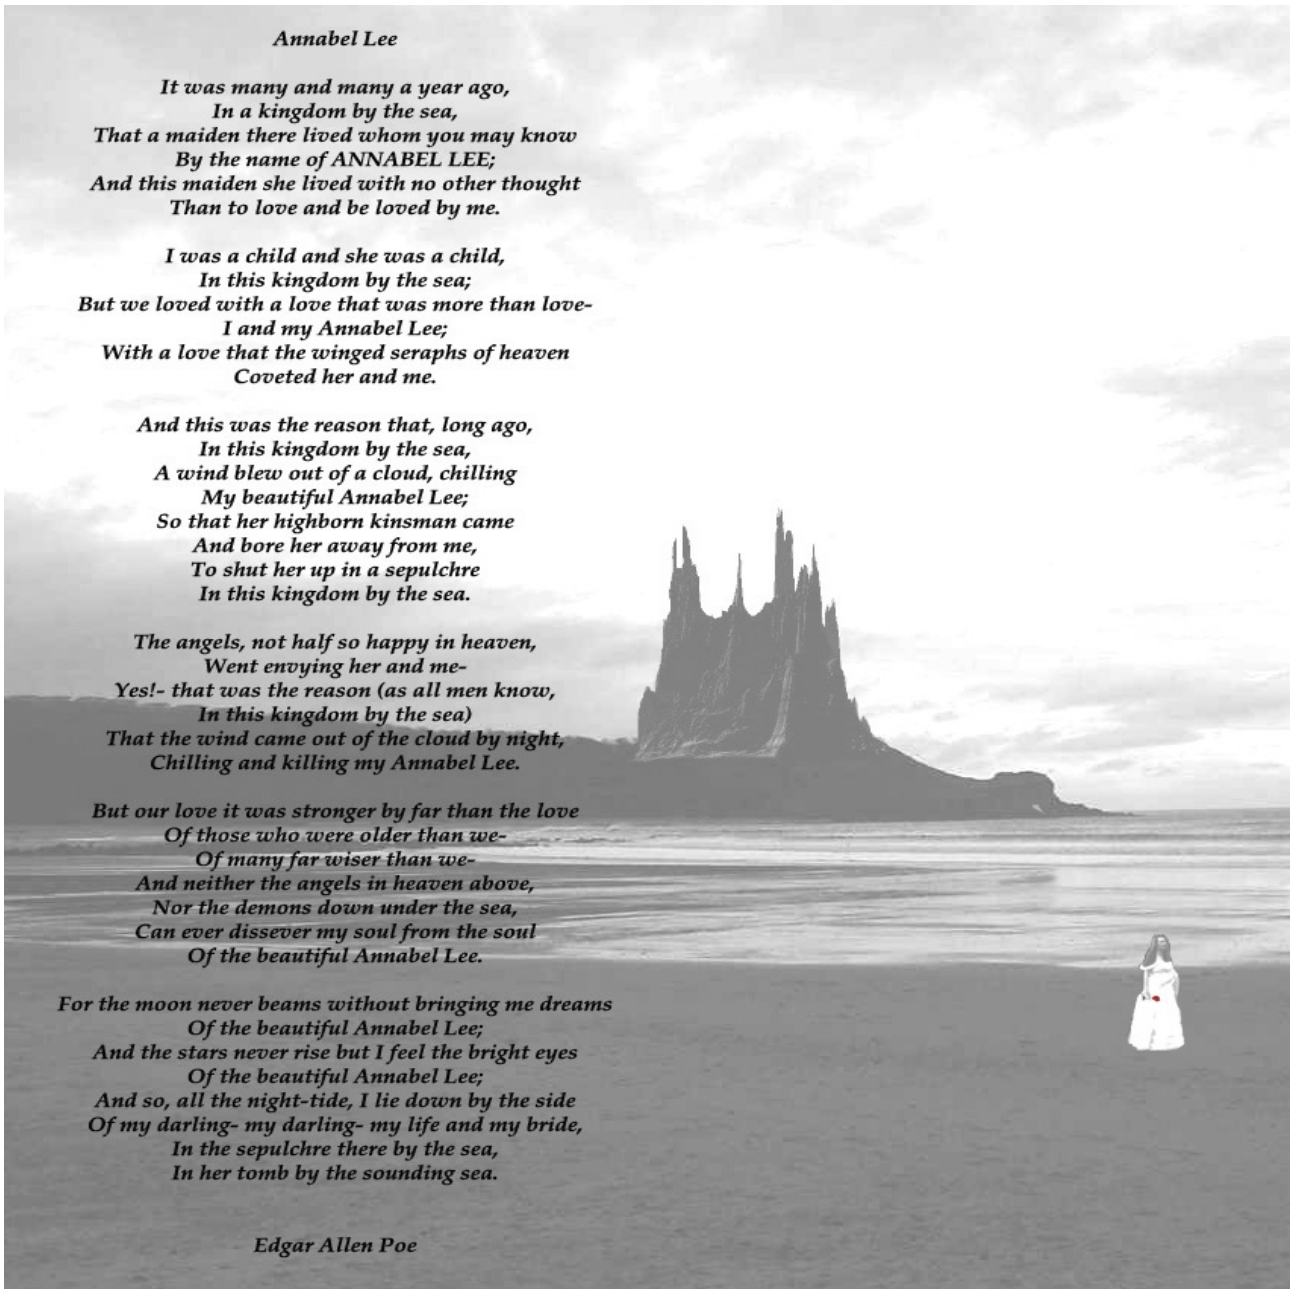 Annabel Lee
It was many and many a year ago,
In a kingdom by the sea,
That a maiden there lived whom you may know
By the name of ANNABEL LEE;
And this maiden she lived with no other thought
Than to love and be loved by me.
I was a child and she was a child,
In this kingdom by the sea;
But we loved with a love that was more than love-
I and my Annabel Lee;
With a love that the winged seraphs of heaven
Coveted her and me.
And this was the reason that, long ago,
In this kingdom by the sea,
A wind blew out of a cloud, chilling
My beautiful Annabel Lee;
So that her highborn kinsman came
And bore her away from me,
To shut her up in a sepulchre
In this kingdom by the sea.
The angels, not half so happy in heaven,
Went envying her and me-
Yes!- that was the reason (as all men know,
In this kingdom by the sea)
That the wind came out of the cloud by night,
Chilling and killing my Annabel Lee.
But our love it was stronger by far than the love
Of those who were older than we-
Of many far wiser than we-
And neither the angels in heaven above,
Nor the demons down under the sea,
Can ever dissever my soul from the soul
Of the beautiful Annabel Lee.
For the moon never beams without bringing me dreams
Of the beautiful Annabel Lee;
And the stars never rise but I feel the bright eyes
Of the beautiful Annabel Lee;
And so, all the night-tide, I lie down by the side
Of my darling- my darling- my life and my bride,
In the sepulchre there by the sea,
In her tomb by the sounding sea.
Edgar Allen Poe